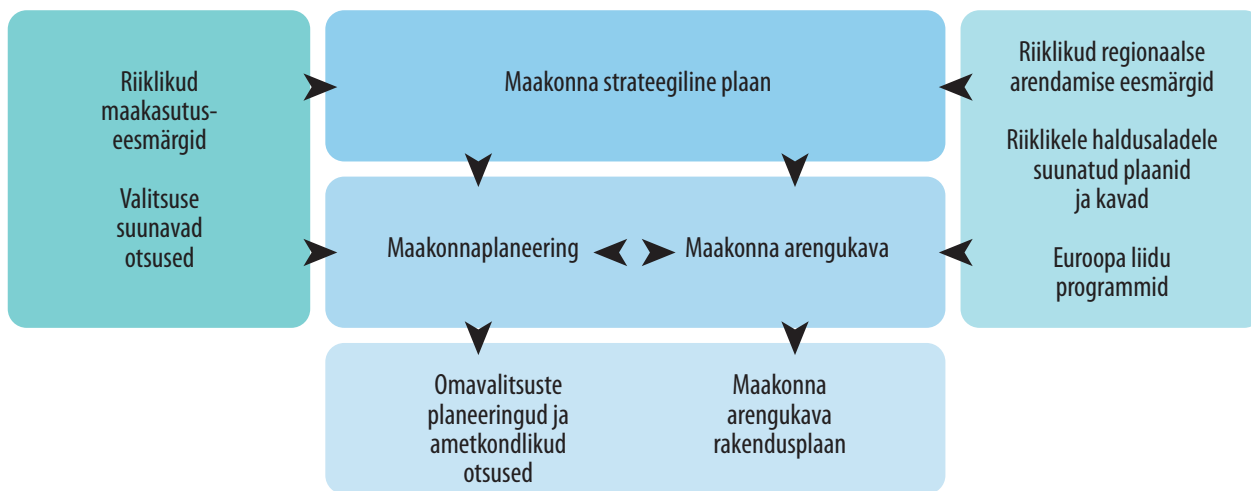 Riiklikud
maakasutus-
eesmärgid
Valitsuse
suunavad
otsused
Maakonna strateegiline plaan
Maakonnaplaneering
Maakonna arengukava
Omavalitsuste
planeeringud ja
ametkondlikud
otsused
Maakonna
arengukava
rakendusplaan
Riiklikud regionaalse
arendamise eesmärgid
Riiklikele haldusaladele
suunatud plaanid
ja kavad
Euroopa liidu
programmid